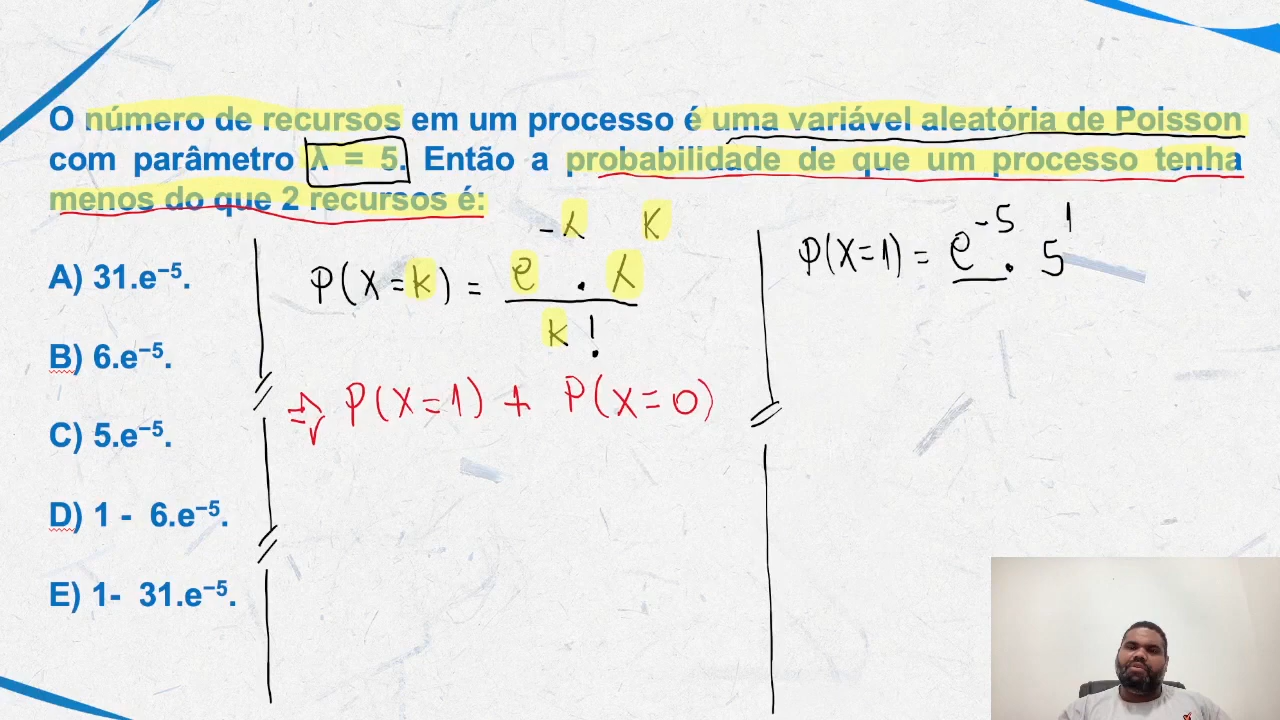 O número de recursos em um processo é uma variável aleatória de Poisson
com parâmetro λ = 5. Então a probabilidade de que um processo tenha
menos do que 2 recursos é:
A) 31.e⁻⁵.
B) 6.e⁻⁵.
C) 5.e⁻⁵.
D) 1 - 6.e⁻⁵.
E) 1- 31.e⁻⁵.
P(X=k) = e^-λ . λ^k
k!
⇒ P(X=1) + P(X=0)
P(X=1) = e^-5 . 5^1